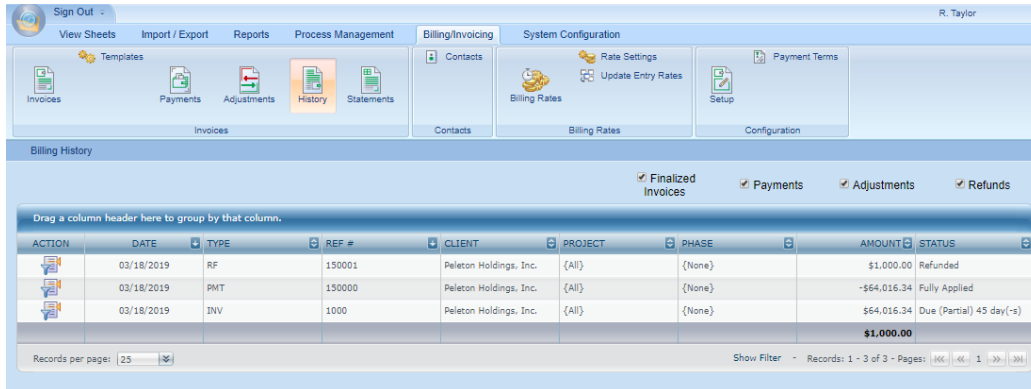 Sign Out
R. Taylor
View Sheets Import / Export Reports Process Management Billing/Invoicing System Configuration
Templates Contacts Rate Settings Payment Terms
Update Entry Rates
Invoices Payments Adjustments History Statements Billing Rates Setup
Invoices Contacts Billing Rates Configuration
Billing History
Finalized Invoices Payments Adjustments Refunds
Drag a column header here to group by that column.
ACTION DATE TYPE REF # CLIENT PROJECT PHASE AMOUNT STATUS
03/18/2019 RF 150001 Peleton Holdings, Inc. {All} {None} $1,000.00 Refunded
03/18/2019 PMT 150000 Peleton Holdings, Inc. {All} {None} -$64,016.34 Fully Applied
03/18/2019 INV 1000 Peleton Holdings, Inc. {All} {None} $64,016.34 Due (Partial) 45 day(-s)
$1,000.00
Records per page: 25 Show Filter - Records: 1 - 3 of 3 - Pages: 1